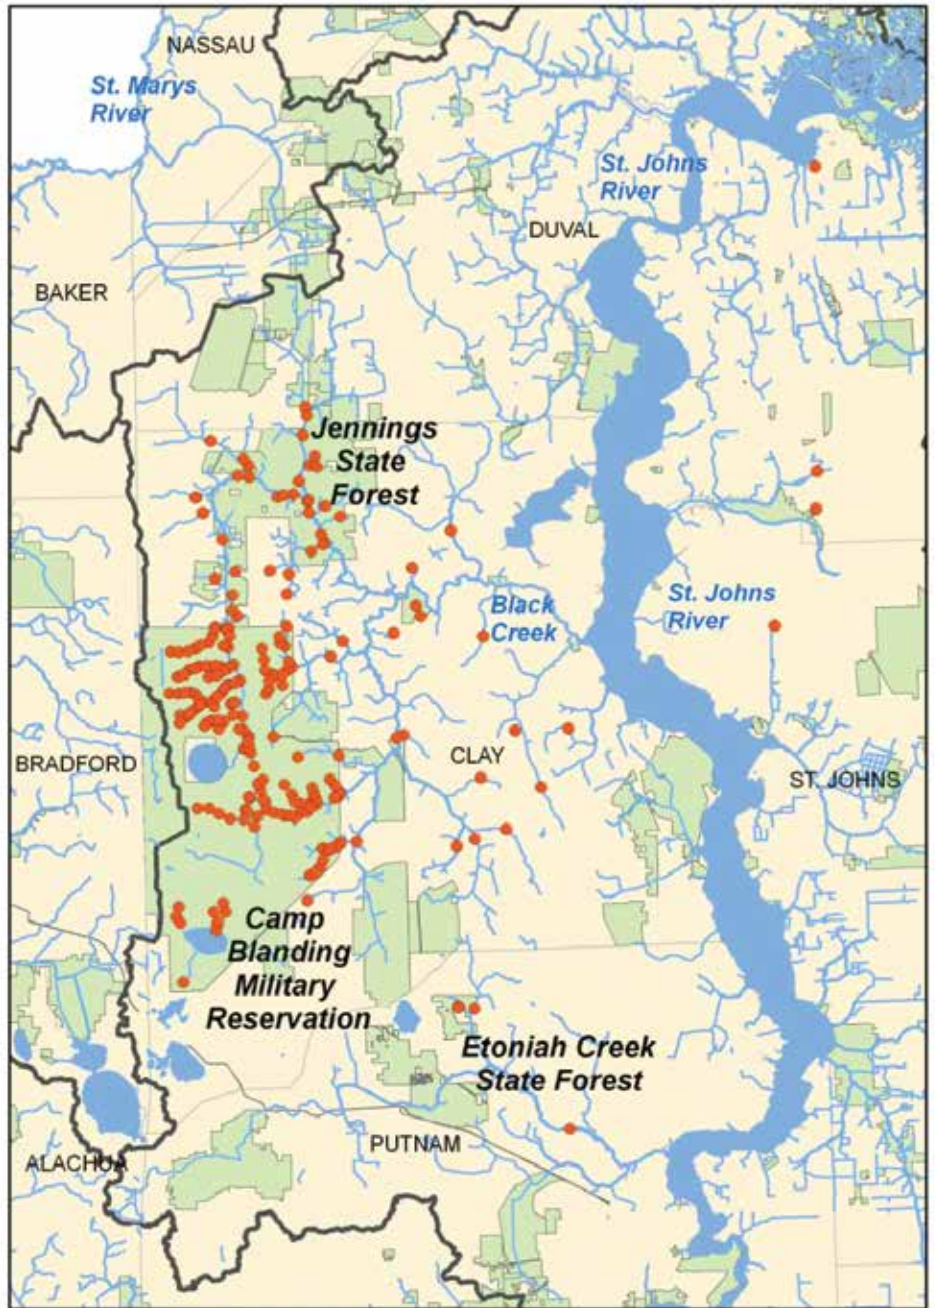 NASSAU
St. Marys
River
St. Johns
River
DUVAL
BAKER
Jennings
State
Forest
Black
Creek
St. Johns
River
BRADFORD
CLAY
ST. JOHNS
Camp
Blanding
Military
Reservation
Etoniah Creek
State Forest
PUTNAM
ALACHUA